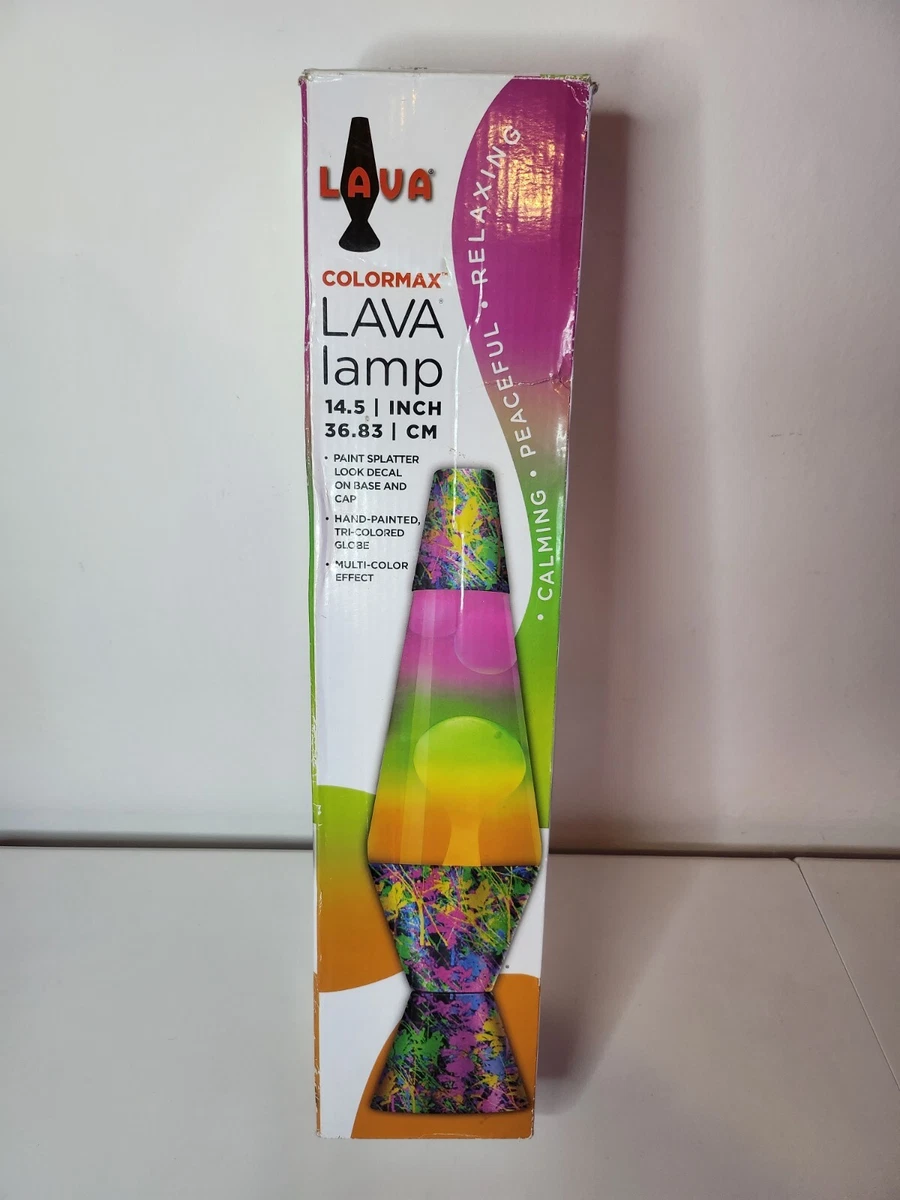 LAVA®
COLORMAX™
LAVA®
lamp
14.5 | INCH
36.83 | CM
• PAINT SPLATTER
LOOK DECAL
ON BASE AND
CAP
• HAND-PAINTED,
TRI-COLORED
GLOBE
• MULTI-COLOR
EFFECT
• CALMING • PEACEFUL • RELAXING